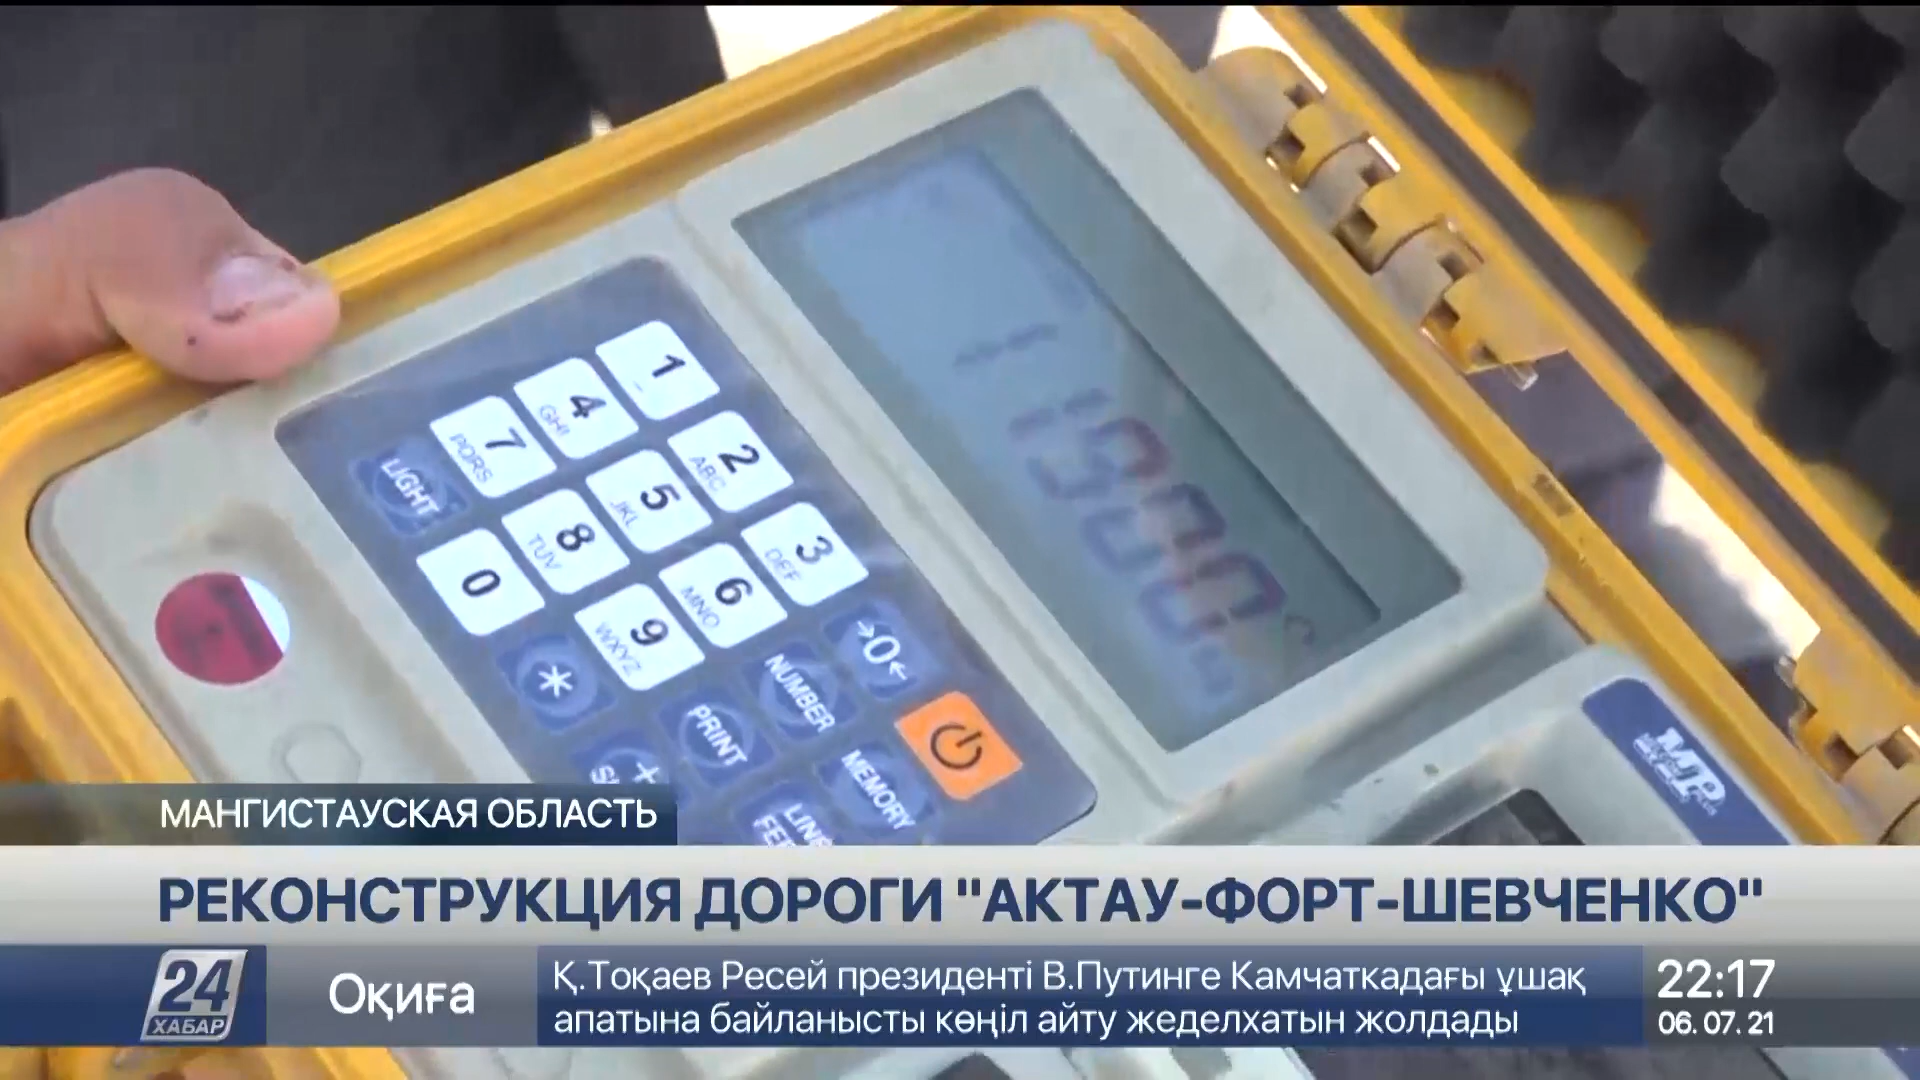 1
4
GHI
7
PQRS
LIGHT
2
ABC
5
JKL
8
TUV
0
3
DEF
6
MNO
9
WXYZ
*
→0←
NUMBER
PRINT
MEMORY
МАНГИСТАУСКАЯ ОБЛАСТЬ
РЕКОНСТРУКЦИЯ ДОРОГИ "АКТАУ-ФОРТ-ШЕВЧЕНКО"
24
ХАБАР
Оқиға
Қ.Тоқаев Ресей президенті В.Путинге Камчаткадағы ұшақ
апатына байланысты көңіл айту жеделхатын жолдады
22:17
06. 07. 21